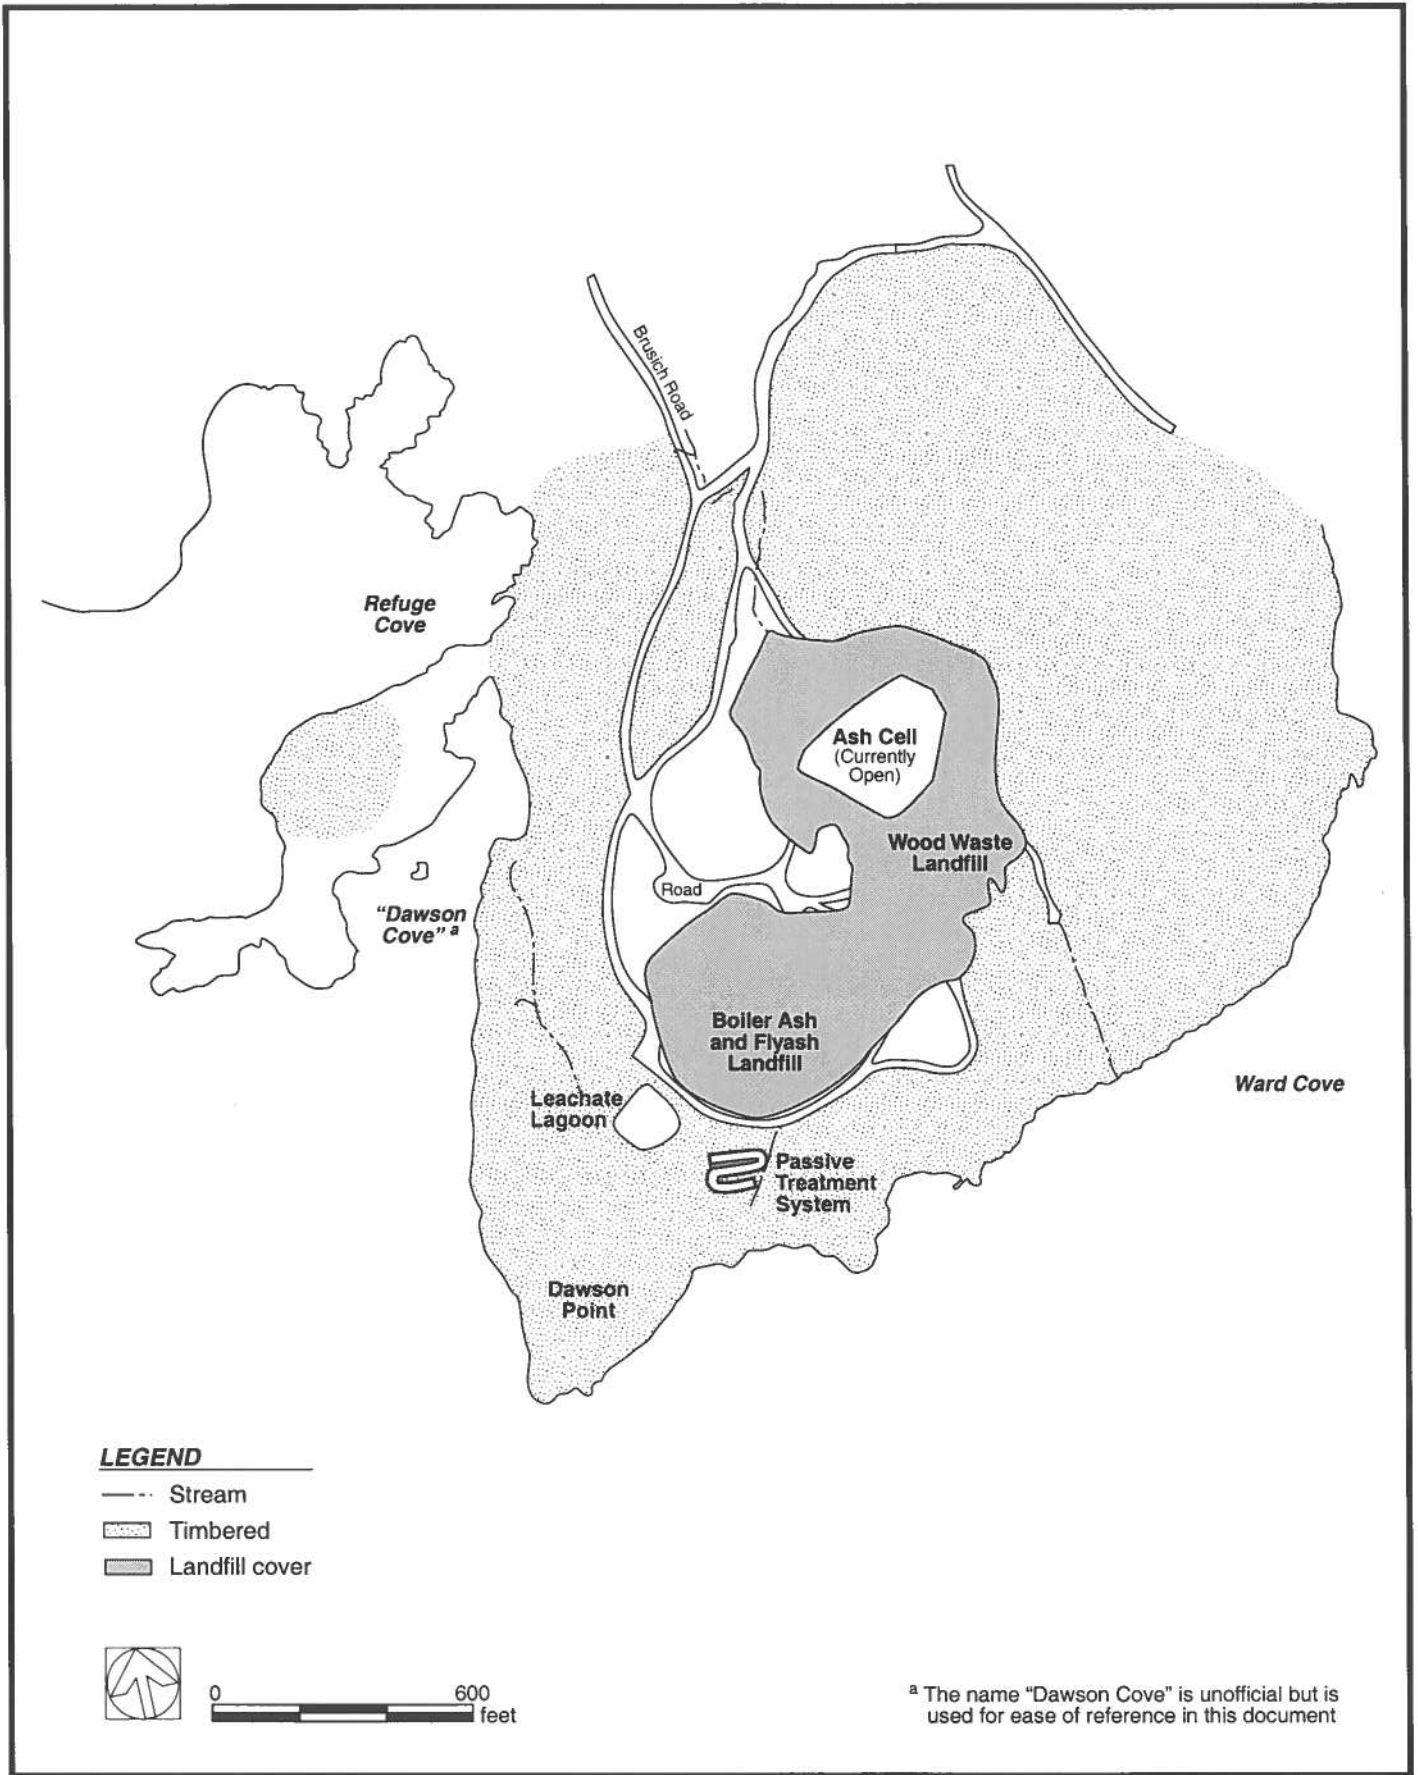 Brusich Road
Refuge
Cove
Ash Cell
(Currently
Open)
Wood Waste
Landfill
Road
"Dawson
Cove" a
Boiler Ash
and Flyash
Landfill
Ward Cove
Leachate
Lagoon
Passive
Treatment
System
Dawson
Point
LEGEND
Stream
Timbered
Landfill cover
0 600
feet
a The name "Dawson Cove" is unofficial but is
used for ease of reference in this document